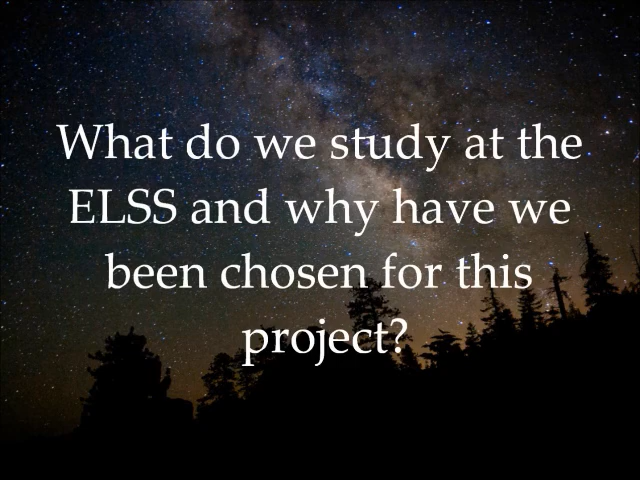 What do we study at the
ELSS and why have we
been chosen for this
project?